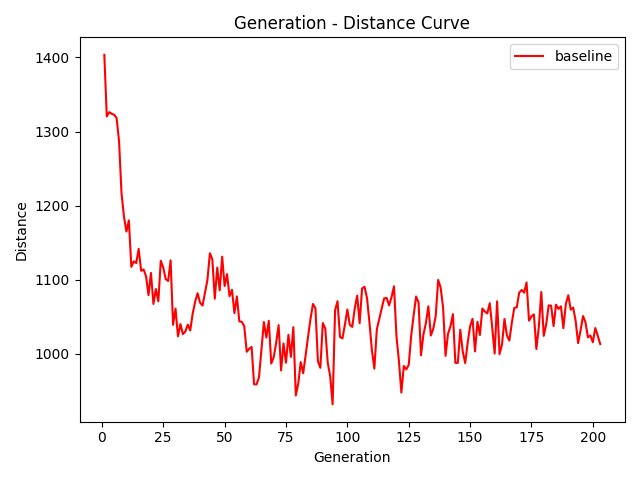 Generation - Distance Curve
baseline
1400
1300
1200
1100
1000
Distance
0 25 50 75 100 125 150 175 200
Generation